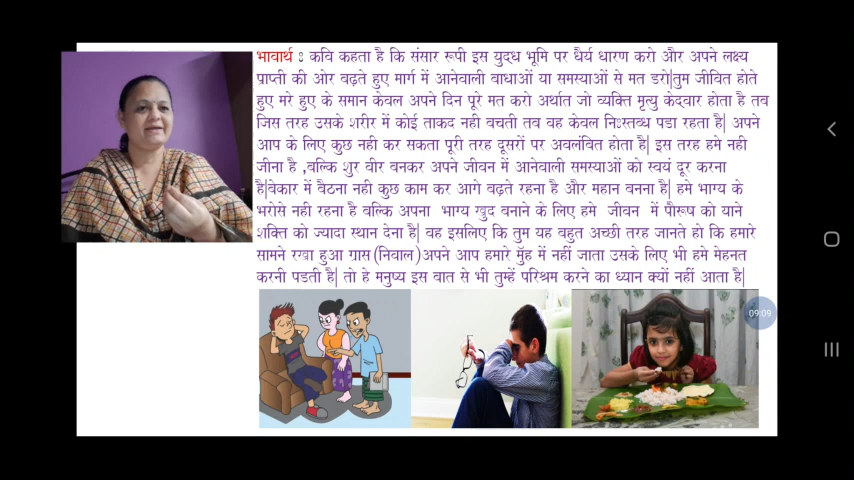 भावार्थ : कवि कहता है कि संसार रूपी इस युदध भूमि पर धैर्य धारण करो और अपने लक्ष्य
प्राप्ती की ओर बढ़ते हुए मार्ग में आनेवाली बाधाओं या समस्याओं से मत डरो|तुम जीवित होते
हुए मरे हुए के समान केवल अपने दिन पूरे मत करो अर्थात जो व्यक्ति मृत्यु केदवार होता है तब
जिस तरह उसके शरीर में कोई ताकद नही बचती तब वह केवल निःस्तब्ध पडा रहता है| अपने
आप के लिए कुछ नही कर सकता पूरी तरह दूसरों पर अवलंवित होता है| इस तरह हमे नही
जीना है ,बल्कि शुर वीर बनकर अपने जीवन में आनेवाली समस्याओं को स्वयं दूर करना
है|बेकार में बैठना नही कुछ काम कर आगे बढ़ते रहना है और महान बनना है| हमे भाग्य के
भरोसे नही रहना है बल्कि अपना भाग्य खुद बनाने के लिए हमे जीवन में पौरूष को याने
शक्ति को ज्यादा स्थान देना है| वह इसलिए कि तुम यह बहुत अच्छी तरह जानते हो कि हमारे
सामने रखा हुआ ग्रास (निवाल)अपने आप हमारे मुँह में नहीं जाता उसके लिए भी हमे मेहनत
करनी पडती है| तो हे मनुष्य इस बात से भी तुम्हें परिश्रम करने का ध्यान क्यों नहीं आता है|
09:09